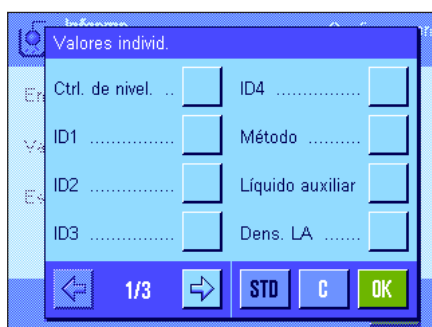 Valores individ.
Ctrl. de nivel. ..
ID4 ...............
ID1 ...............
Método ..........
ID2 ...............
Líquido auxiliar
ID3 ...............
Dens. LA .......
1/3
STD
C
OK